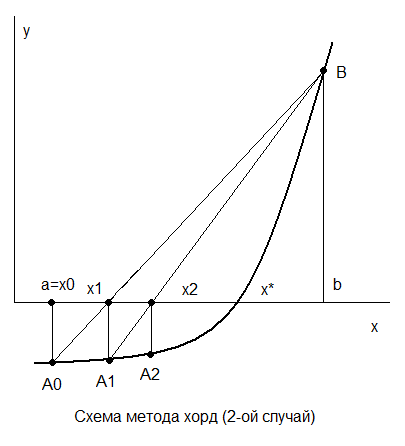 y
B
a=x0 x1 x2 x* b
x
A0 A1 A2
Схема метода хорд (2-ой случай)